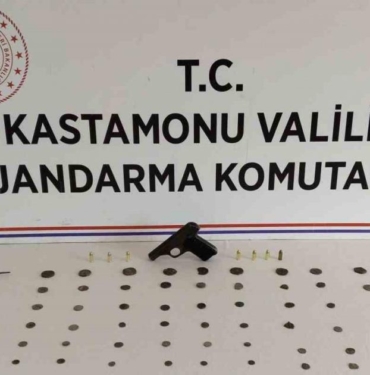 T.C.
KASTAMONU VALİLİ
JANDARMA KOMUTA